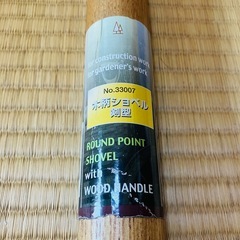 construction work
for gardener's work
No.33007
木柄ショベル
剣型
ROUND POINT
SHOVEL
with
WOOD HANDLE